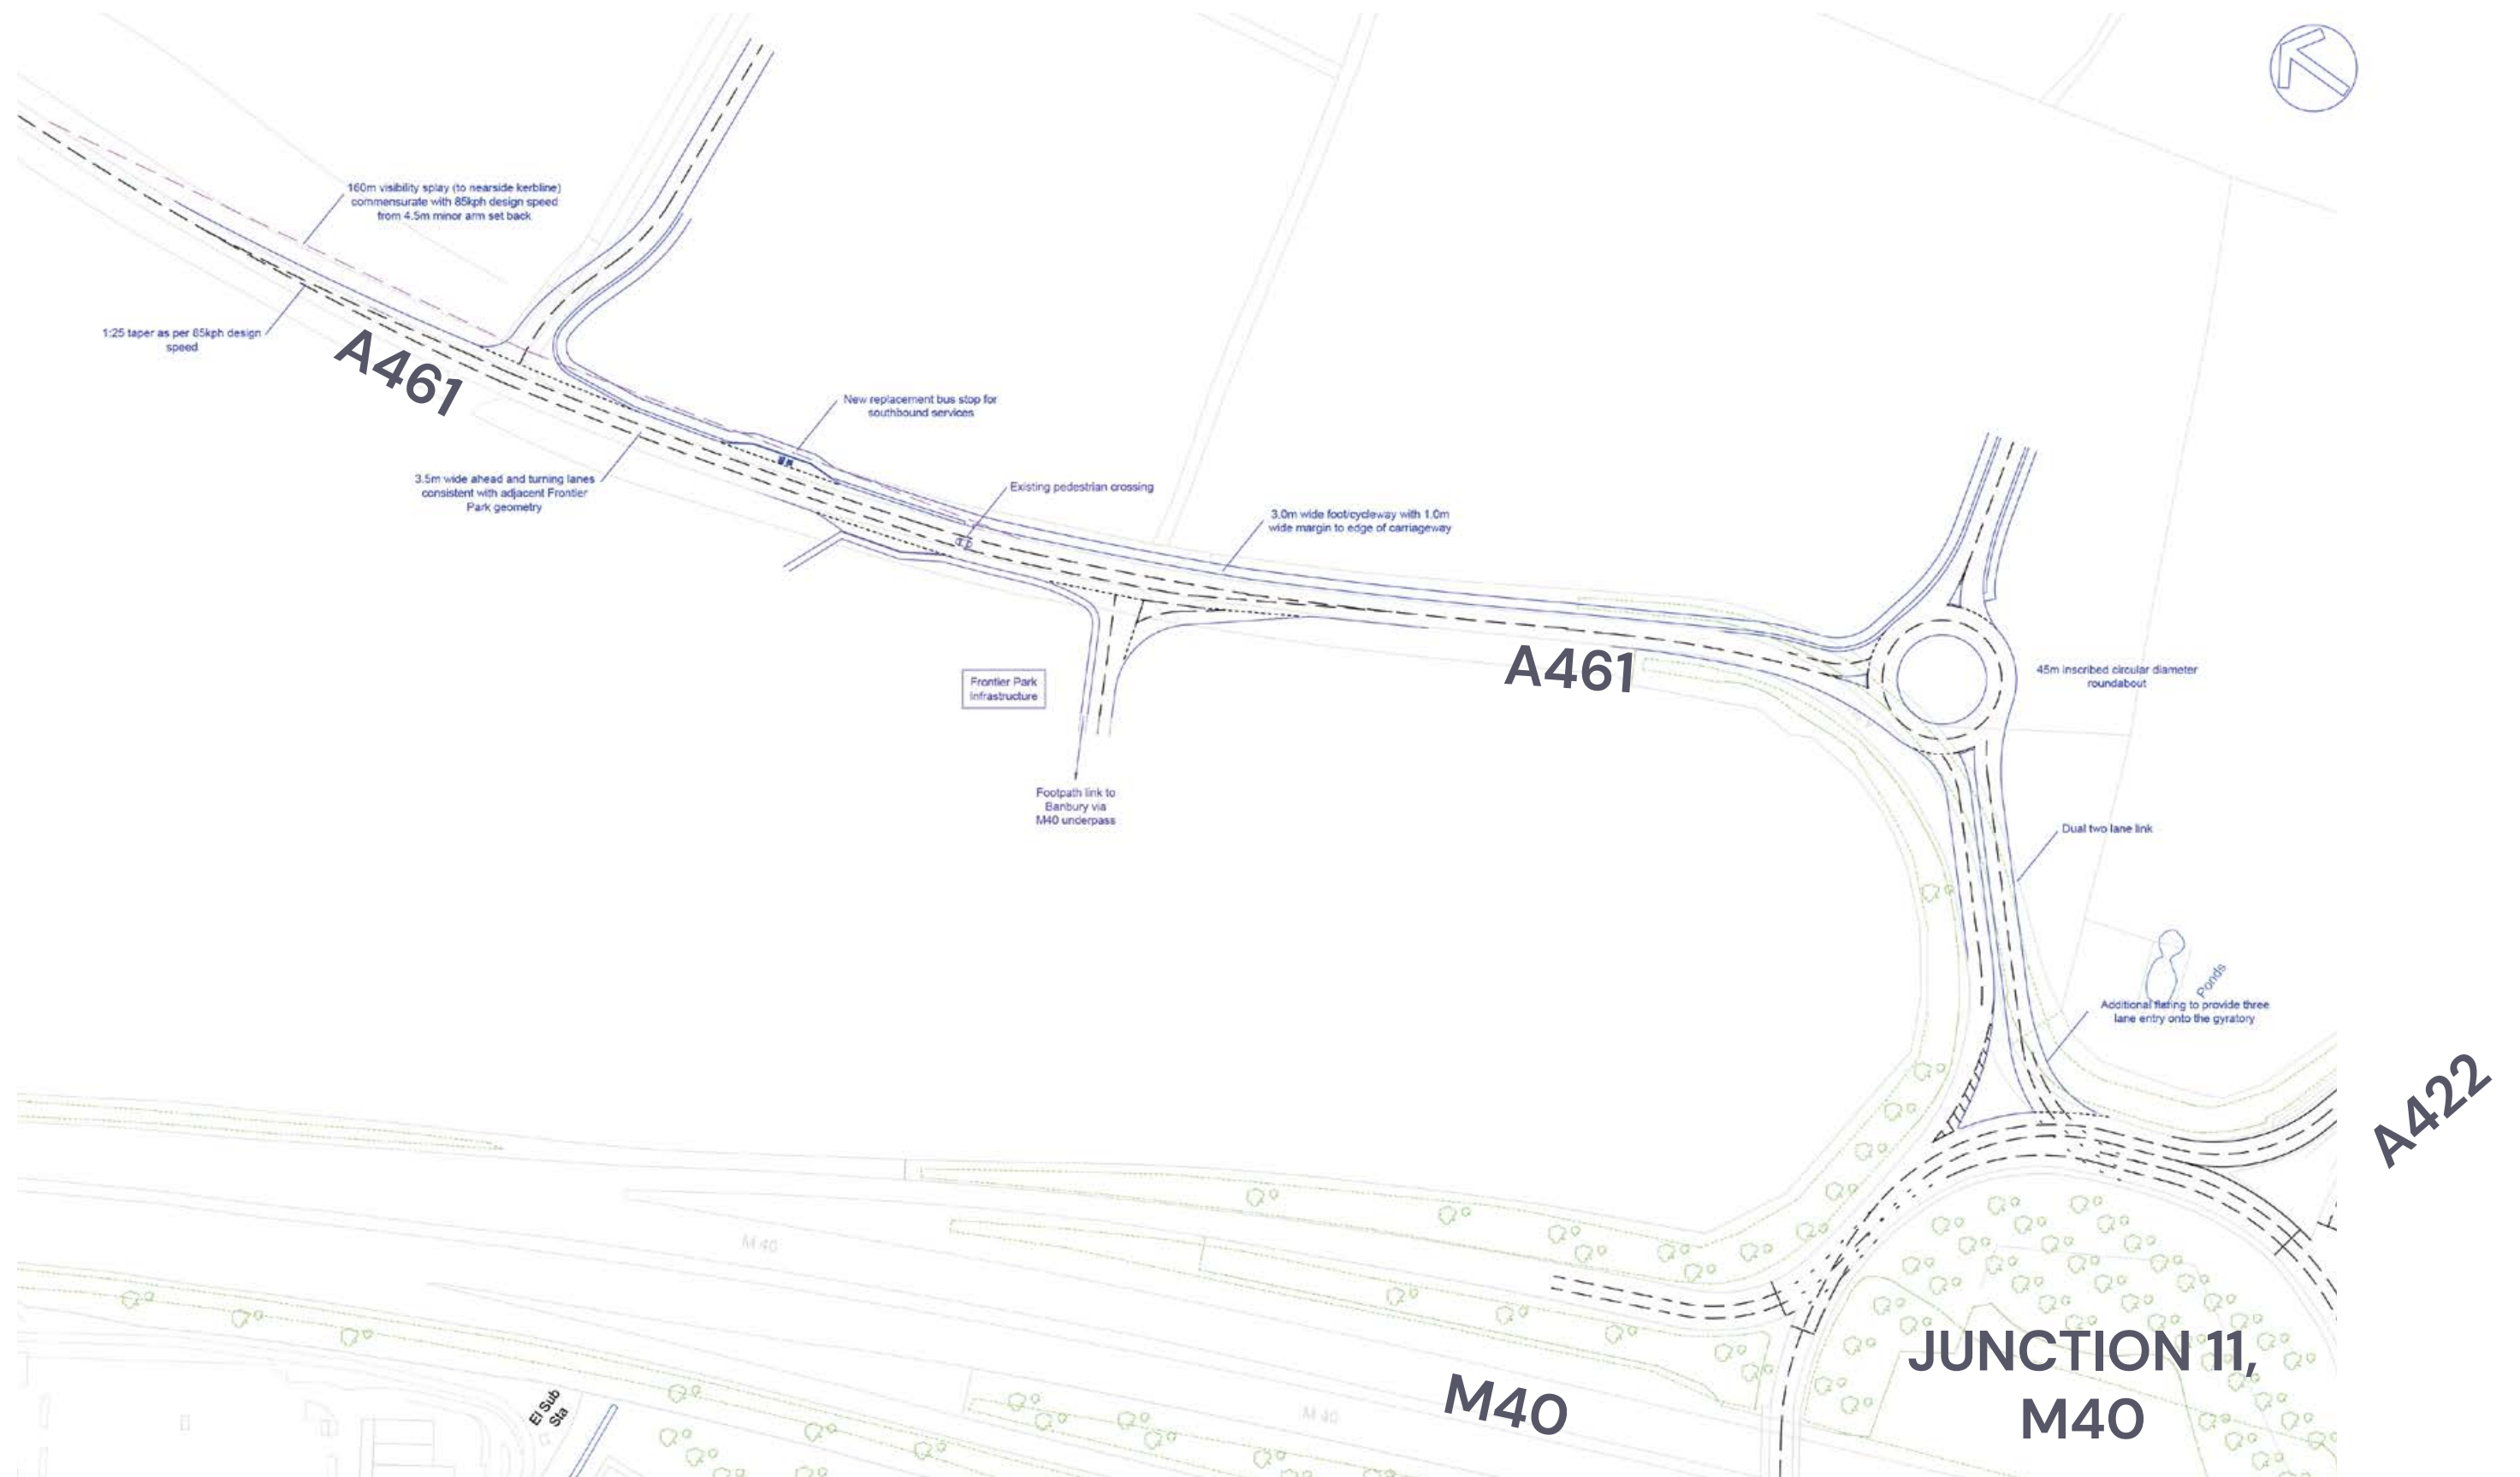 160m visibility splay (to nearside kerbline)
commensurate with 85kph design speed
from 4.5m minor arm set back
1:25 taper as per 85kph design
speed
A461
New replacement bus stop for
southbound services
3.5m wide ahead and turning lanes
consistent with adjacent Frontier
Park geometry
Existing pedestrian crossing
3.0m wide foot/cycleway with 1.0m
wide margin to edge of carriageway
A461
Frontier Park
Infrastructure
45m inscribed circular diameter
roundabout
Footpath link to
Banbury via
M40 underpass
Dual two lane link
Ponds
Additional flaring to provide three
lane entry onto the gyratory
A422
M40
El Sub
Sta
M40
M40
JUNCTION 11,
M40